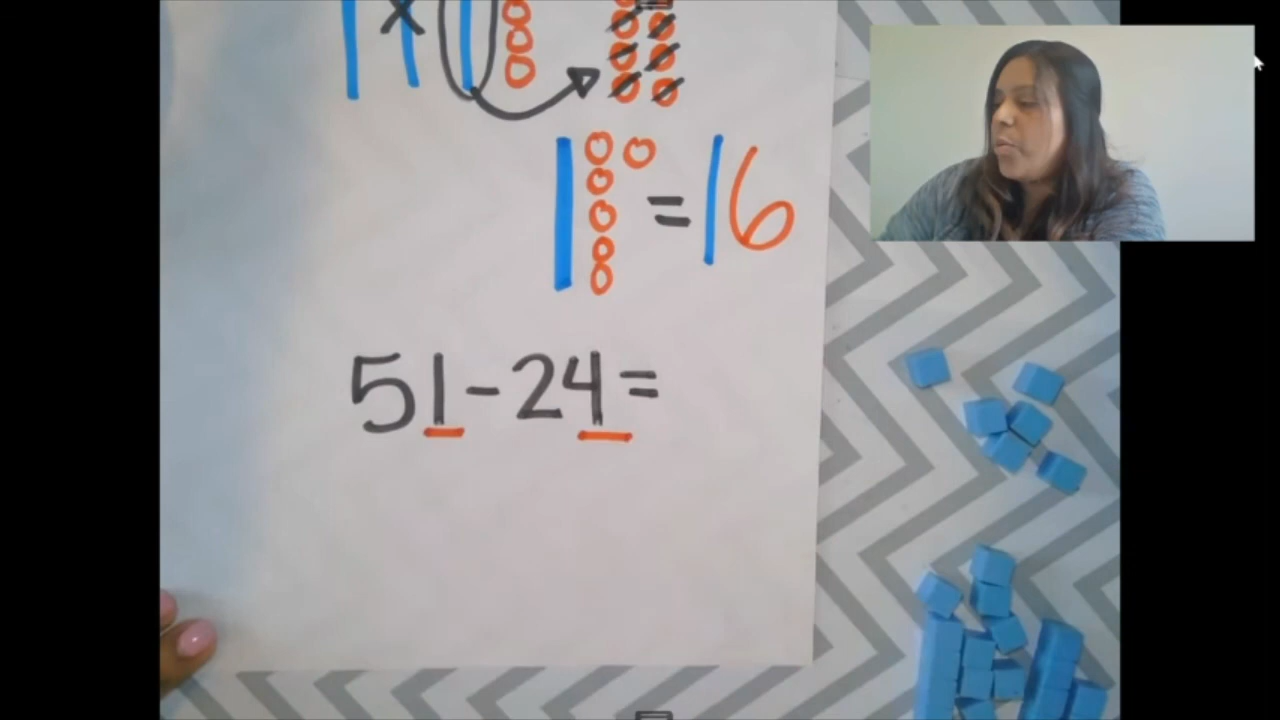 = 16
51-24=